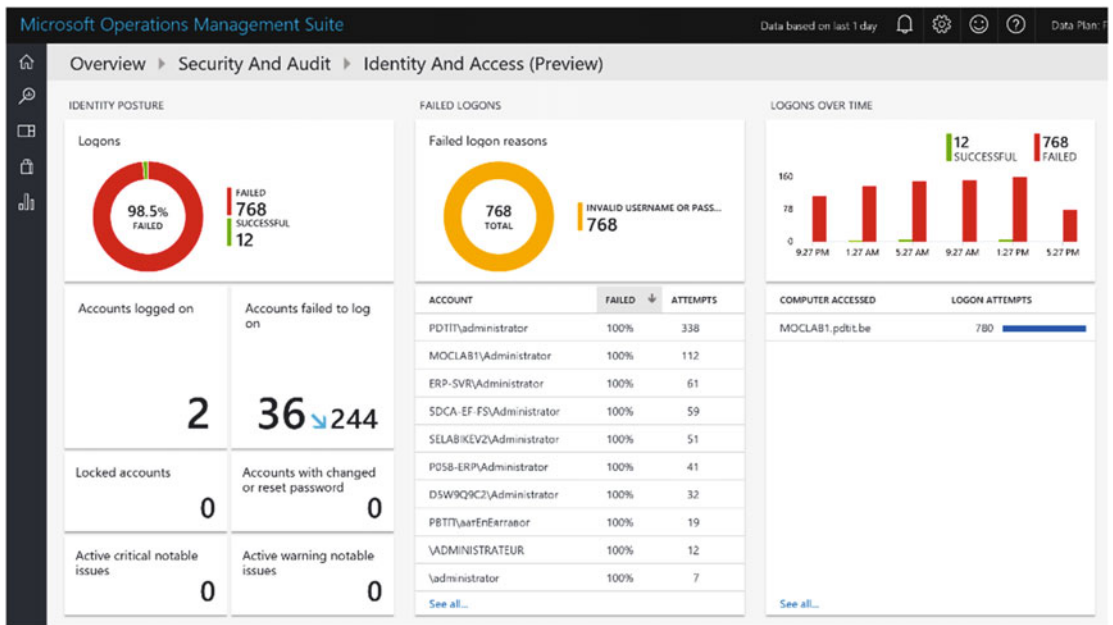 Microsoft Operations Management Suite
Data based on last 1 day
Data Plan: F
Overview
Security And Audit
Identity And Access (Preview)
IDENTITY POSTURE
Logons
98.5%
FAILED
FAILED
768
SUCCESSFUL
12
Accounts logged on
2
Accounts failed to log
on
36
244
Locked accounts
0
Accounts with changed
or reset password
0
Active critical notable
issues
0
Active warning notable
issues
0
FAILED LOGONS
Failed logon reasons
768
TOTAL
INVALID USERNAME OR PASS...
768
ACCOUNT FAILED ATTEMPTS
PDTIT\administrator 100% 338
MOCLAB1\Administrator 100% 112
ERP-SVR\Administrator 100% 61
SDCA-EF-FS\Administrator 100% 59
SELABIKEV2\Administrator 100% 51
P058-ERP\Administrator 100% 41
D5W9Q9C2\Administrator 100% 32
100% 19
\ADMINISTRATEUR 100% 12
\administrator 100% 7
See all...
LOGONS OVER TIME
12
SUCCESSFUL
768
FAILED
160
78
0
9:27 PM 1:27 AM 5:27 AM 9:27 AM 1:27 PM 5:27 PM
COMPUTER ACCESSED LOGON ATTEMPTS
MOCLAB1.pdtit.be 780
See all...